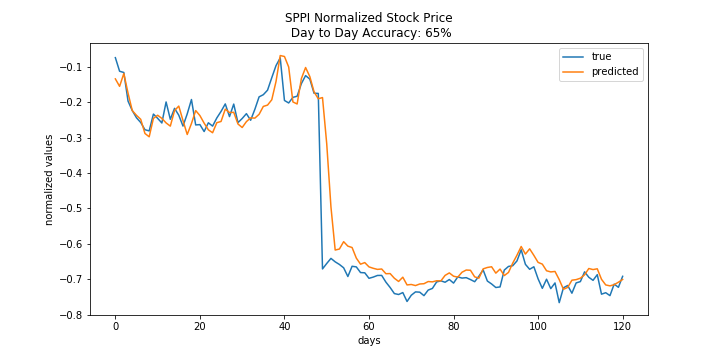 SPPI Normalized Stock Price
Day to Day Accuracy: 65%
true
predicted
−0.1
−0.2
−0.3
−0.4
−0.5
−0.6
−0.7
−0.8
normalized values
0
20
40
60
80
100
120
days